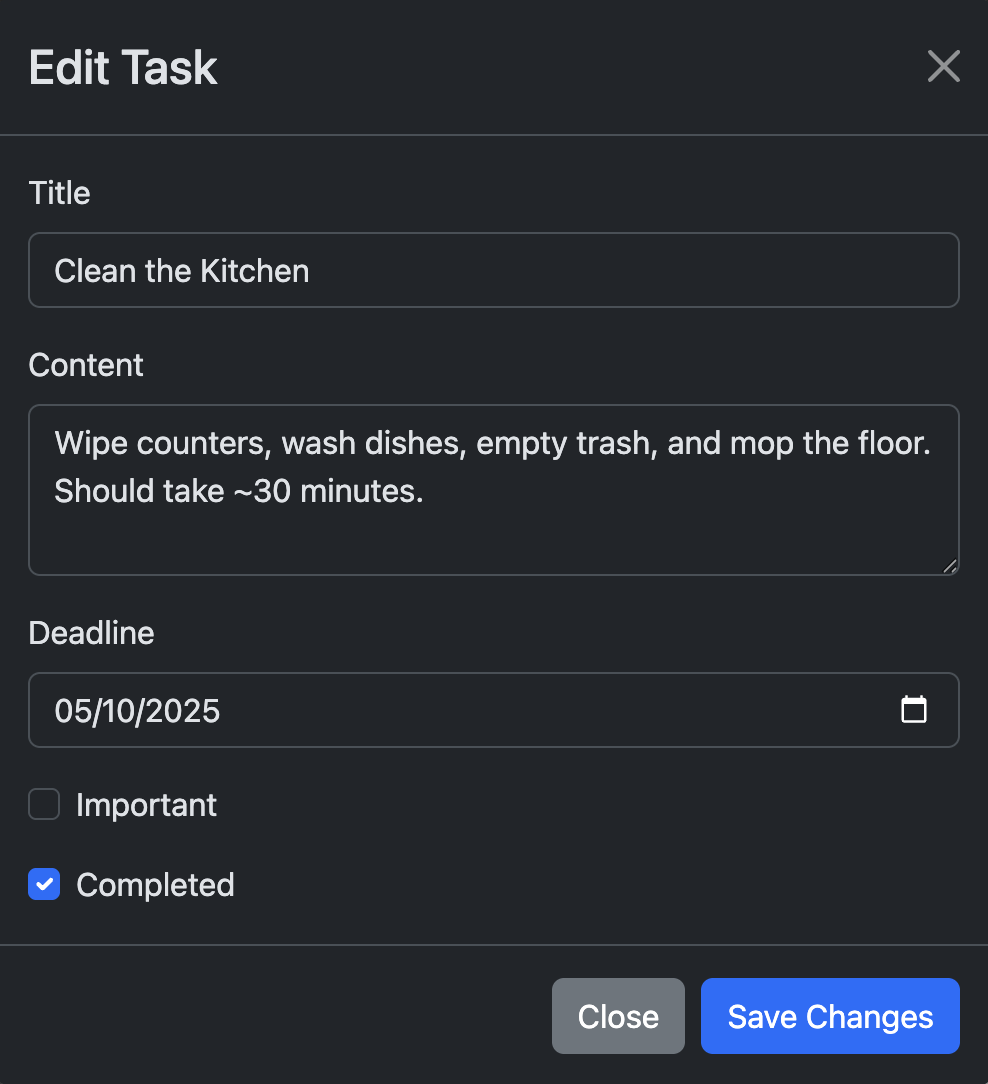 Edit Task
Title
Clean the Kitchen
Content
Wipe counters, wash dishes, empty trash, and mop the floor.
Should take ~30 minutes.
Deadline
05/10/2025
Important
Completed
Close
Save Changes